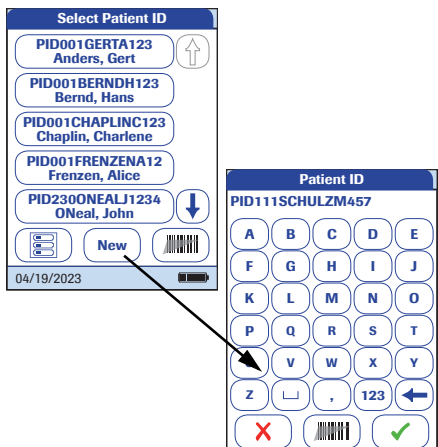 Select Patient ID
PID001GERTA123
Anders, Gert
PID001BERNDH123
Bernd, Hans
PID001CHAPLINC123
Chaplin, Charlene
PID001FRENZENA12
Frenzen, Alice
PID230ONEALJ1234
ONeal, John
New
04/19/2023
Patient ID
PID111SCHULZM457
A B C D E
F G H I J
K L M N O
P Q R S T
V W X Y
Z , 123